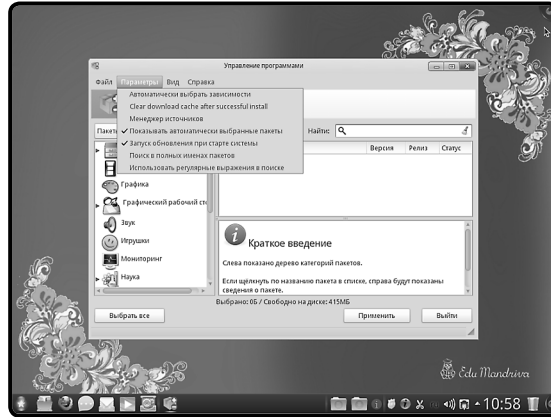 Управление программами
Файл Параметры Вид Справка
Автоматически выбрать зависимости
Clear download cache after successful install
Менеджер источников
Показывать автоматически выбранные пакеты
Запуск обновления при старте системы
Поиск в полных именах пакетов
Использовать регулярные выражения в поиске
Найти:
Версия Релиз Статус
Графика
Графический рабочий
Звук
Игрушки
Мониторинг
Наука
Краткое введение
Слева показано дерево категорий пакетов.
Если щёлкнуть по названию пакета в списке, справа будут показаны
сведения о пакете.
Выбрано: 0Б / Свободно на диске: 415МБ
Выбрать все Применить Выйти
Edu Mandriva
10:58